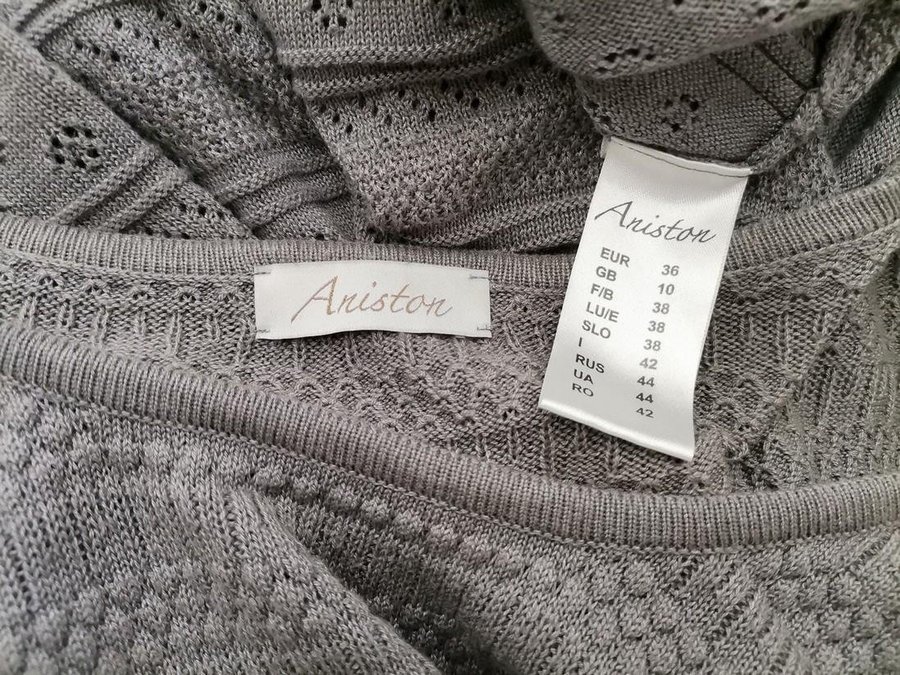 Aniston
Aniston
EUR 36
GB 10
F/B 38
LU/E 38
SLO 38
I 42
RUS 44
UA 44
RO 42